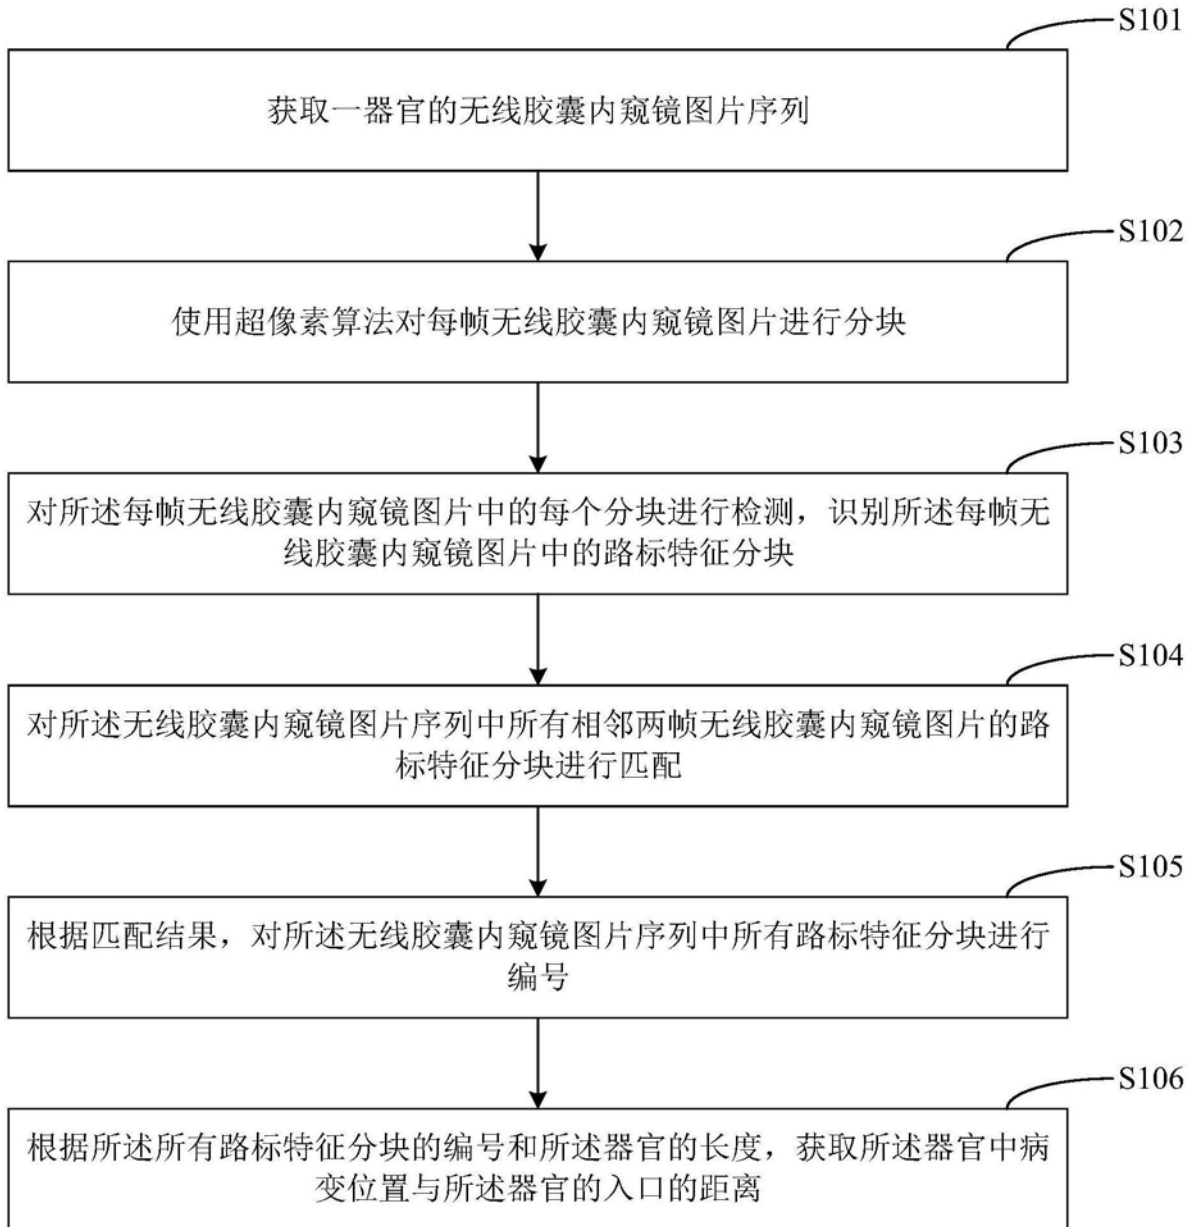 S101
获取一器官的无线胶囊内窥镜图片序列
S102
使用超像素算法对每帧无线胶囊内窥镜图片进行分块
S103
对所述每帧无线胶囊内窥镜图片中的每个分块进行检测，识别所述每帧无
线胶囊内窥镜图片中的路标特征分块
S104
对所述无线胶囊内窥镜图片序列中所有相邻两帧无线胶囊内窥镜图片的路
标特征分块进行匹配
S105
根据匹配结果，对所述无线胶囊内窥镜图片序列中所有路标特征分块进行
编号
S106
根据所述所有路标特征分块的编号和所述器官的长度，获取所述器官中病
变位置与所述器官的入口的距离